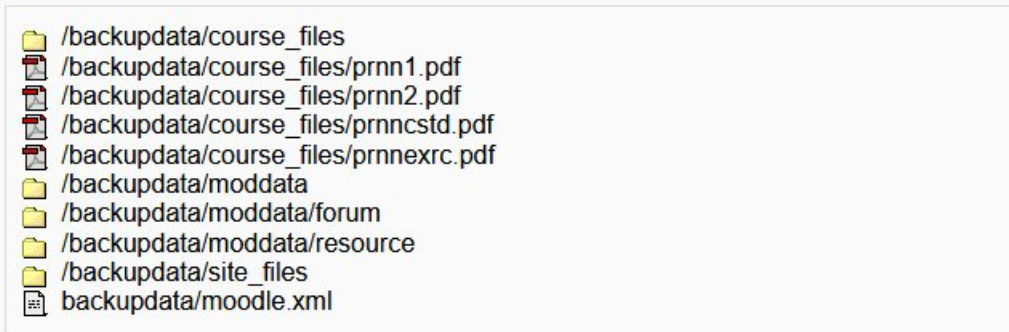 /backupdata/course_files
/backupdata/course_files/prnn1.pdf
/backupdata/course_files/prnn2.pdf
/backupdata/course_files/prnncstd.pdf
/backupdata/course_files/prnnexrc.pdf
/backupdata/moddata
/backupdata/moddata/forum
/backupdata/moddata/resource
/backupdata/site_files
backupdata/moodle.xml